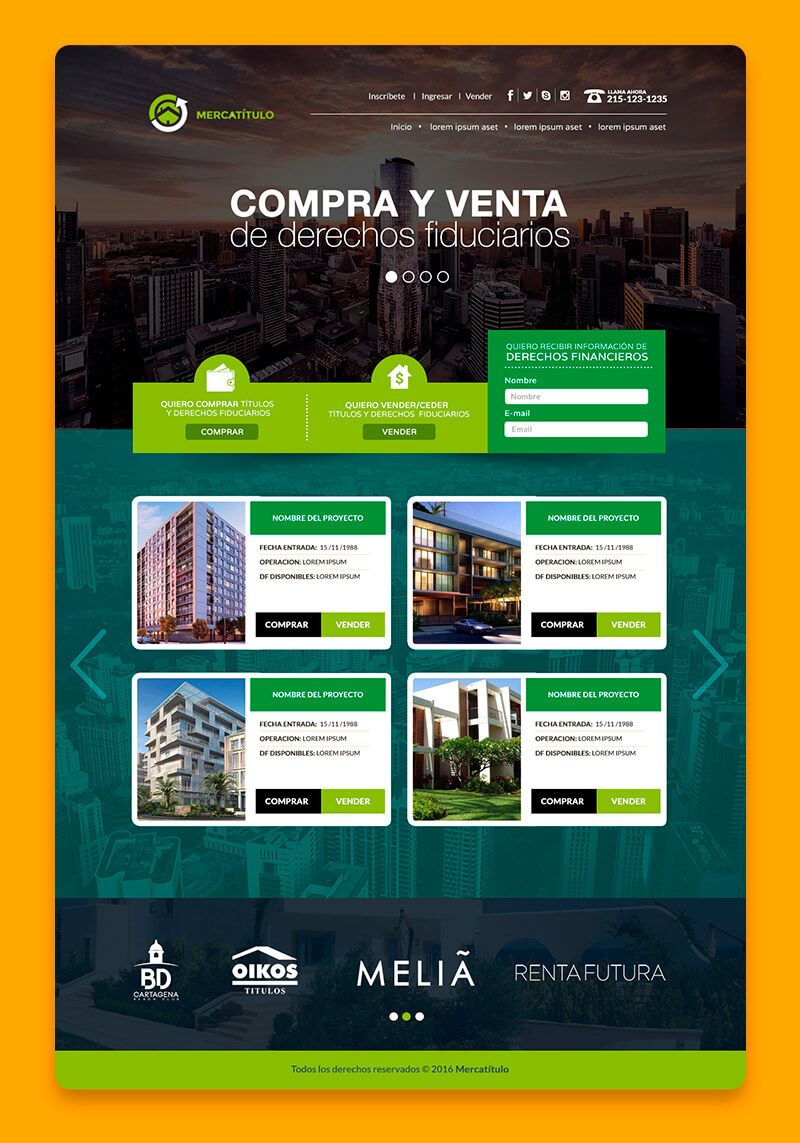 MERCATÍTULO
Inscríbete | Ingresar | Vender
LLAMA AHORA
215-123-1235
Inicio • lorem ipsum aset • lorem ipsum aset • lorem ipsum aset
COMPRA Y VENTA
de derechos fiduciarios
QUIERO COMPRAR TÍTULOS
Y DERECHOS FIDUCIARIOS
COMPRAR
QUIERO VENDER/CEDER
TÍTULOS Y DERECHOS FIDUCIARIOS
VENDER
QUIERO RECIBIR INFORMACIÓN DE
DERECHOS FINANCIEROS
Nombre
Nombre
E-mail
Email
NOMBRE DEL PROYECTO
FECHA ENTRADA: 15 /11 /1988
OPERACION: LOREM IPSUM
DF DISPONIBLES: LOREM IPSUM
COMPRAR VENDER
NOMBRE DEL PROYECTO
FECHA ENTRADA: 15 /11 /1988
OPERACION: LOREM IPSUM
DF DISPONIBLES: LOREM IPSUM
COMPRAR VENDER
NOMBRE DEL PROYECTO
FECHA ENTRADA: 15 /11 /1988
OPERACION: LOREM IPSUM
DF DISPONIBLES: LOREM IPSUM
COMPRAR VENDER
NOMBRE DEL PROYECTO
FECHA ENTRADA: 15 /11 /1988
OPERACION: LOREM IPSUM
DF DISPONIBLES: LOREM IPSUM
COMPRAR VENDER
BD
CARTAGENA
BEACH CLUB
OIKOS
TITULOS
MELIÃ
RENTAFUTURA
Todos los derechos reservados © 2016 Mercatítulo